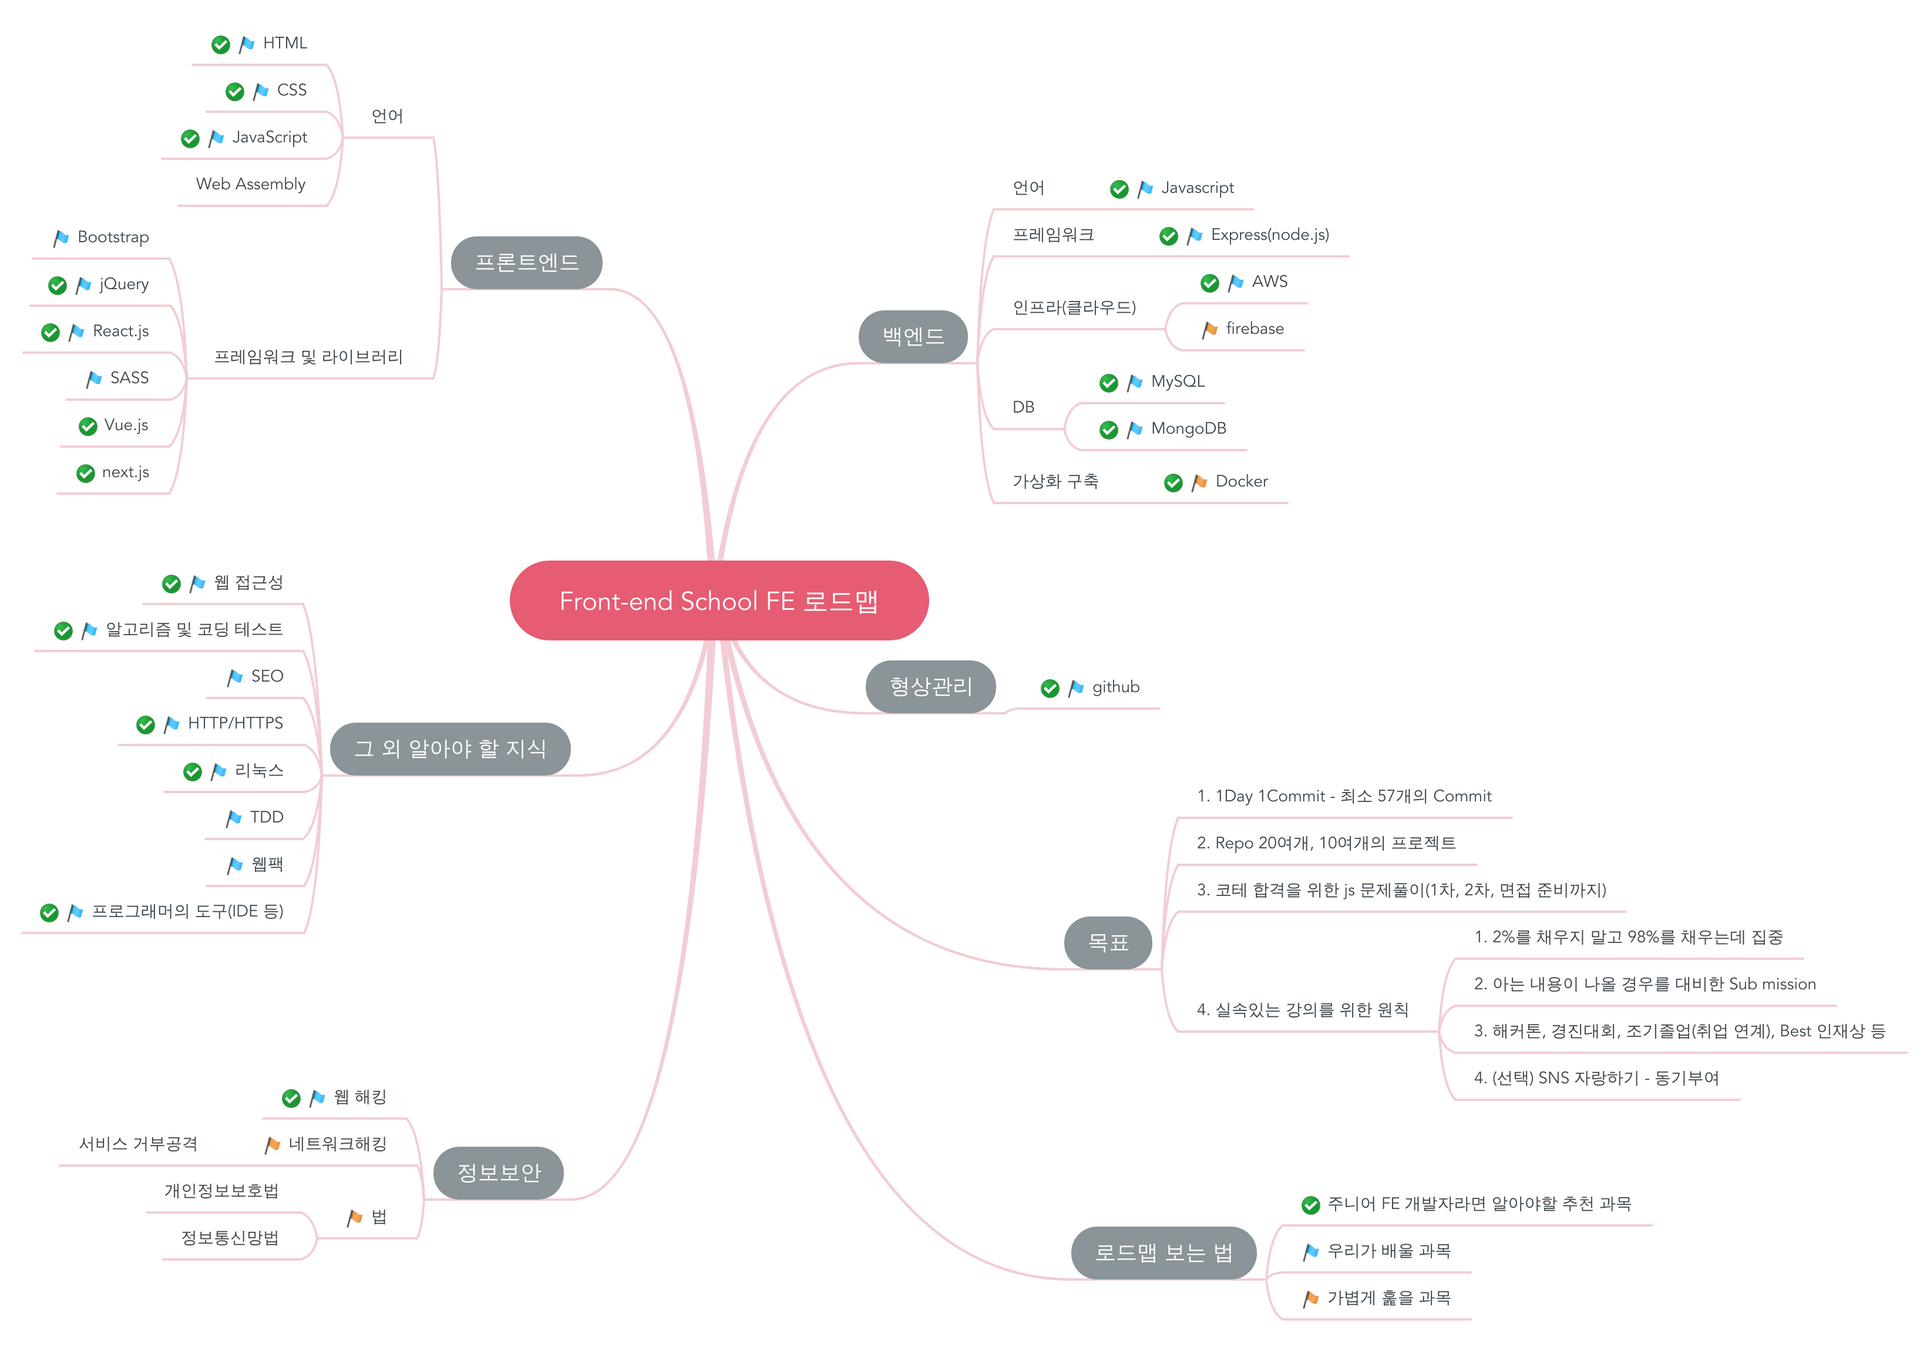 Front-end School FE 로드맵
프론트엔드
언어
HTML
CSS
JavaScript
Web Assembly
프레임워크 및 라이브러리
Bootstrap
jQuery
React.js
SASS
Vue.js
next.js
그 외 알아야 할 지식
웹 접근성
알고리즘 및 코딩 테스트
SEO
HTTP/HTTPS
리눅스
TDD
웹팩
프로그래머의 도구(IDE 등)
정보보안
웹 해킹
네트워크해킹
서비스 거부공격
법
개인정보보호법
정보통신망법
백엔드
언어
Javascript
프레임워크
Express(node.js)
인프라(클라우드)
AWS
firebase
DB
MySQL
MongoDB
가상화 구축
Docker
형상관리
github
목표
1. 1Day 1Commit - 최소 57개의 Commit
2. Repo 20여개, 10여개의 프로젝트
3. 코테 합격을 위한 js 문제풀이(1차, 2차, 면접 준비까지)
4. 실속있는 강의를 위한 원칙
1. 2%를 채우지 말고 98%를 채우는데 집중
2. 아는 내용이 나올 경우를 대비한 Sub mission
3. 해커톤, 경진대회, 조기졸업(취업 연계), Best 인재상 등
4. (선택) SNS 자랑하기 - 동기부여
로드맵 보는 법
주니어 FE 개발자라면 알아야할 추천 과목
우리가 배울 과목
가볍게 훑을 과목